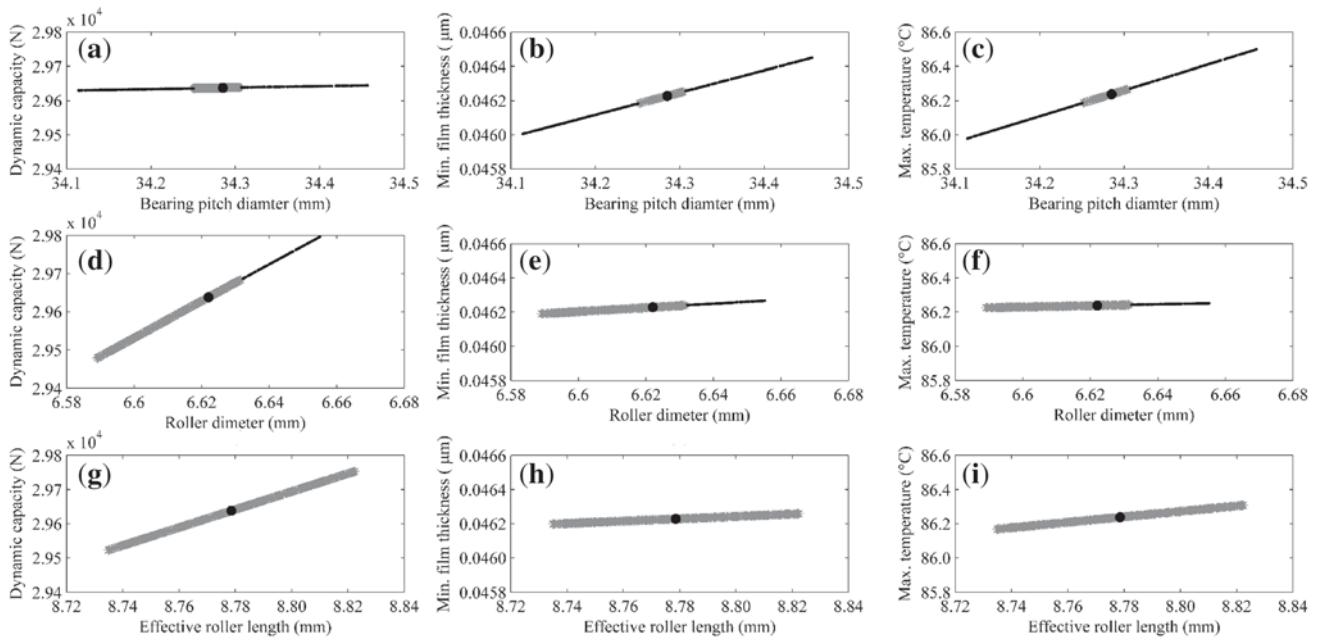 x 10⁴
(a)
Dynamic capacity (N)
2.98
2.97
2.96
2.95
2.94
34.1 34.2 34.3 34.4 34.5
Bearing pitch diamter (mm)
(b)
Min. film thickness ( μm)
0.0466
0.0464
0.0462
0.0460
0.0458
34.1 34.2 34.3 34.4 34.5
Bearing pitch diamter (mm)
(c)
Max. temperature (°C)
86.6
86.4
86.2
86.0
85.8
34.1 34.2 34.3 34.4 34.5
Bearing pitch diamter (mm)
x 10⁴
(d)
Dynamic capacity (N)
2.98
2.97
2.96
2.95
2.94
6.58 6.6 6.62 6.64 6.66 6.68
Roller dimeter (mm)
(e)
Min. film thickness ( μm)
0.0466
0.0464
0.0462
0.0460
0.0458
6.58 6.6 6.62 6.64 6.66 6.68
Roller dimeter (mm)
(f)
Max. temperature (°C)
86.6
86.4
86.2
86.0
85.8
6.58 6.6 6.62 6.64 6.66 6.68
Roller dimeter (mm)
x 10⁴
(g)
Dynamic capacity (N)
2.98
2.97
2.96
2.95
2.94
8.72 8.74 8.76 8.78 8.80 8.82 8.84
Effective roller length (mm)
(h)
Min. film thickness ( μm)
0.0466
0.0464
0.0462
0.0460
0.0458
8.72 8.74 8.76 8.78 8.80 8.82 8.84
Effective roller length (mm)
(i)
Max. temperature (°C)
86.6
86.4
86.2
86.0
85.8
8.72 8.74 8.76 8.78 8.80 8.82 8.84
Effective roller length (mm)